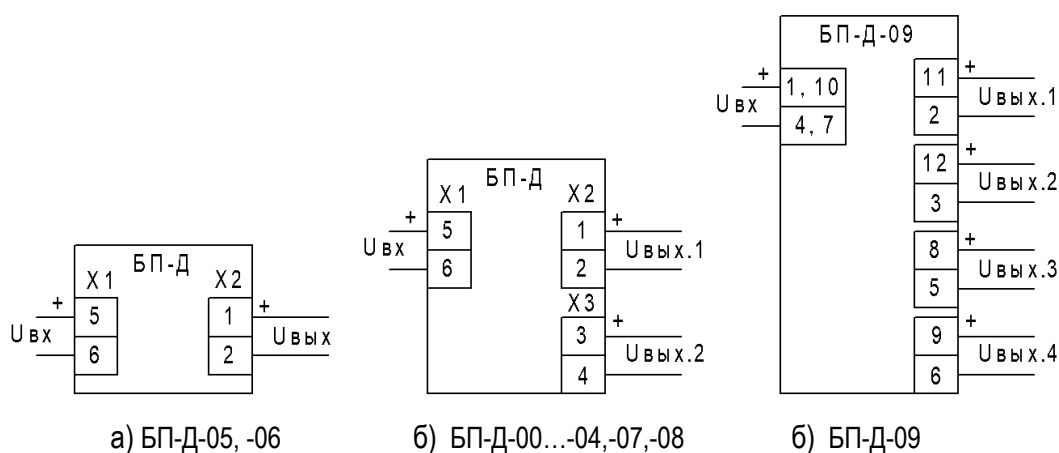 БП-Д
X1
X2
+
5
1
+
Uвх
6
2
Uвых
а) БП-Д-05, -06
БП-Д
X1
X2
+
5
1
+
Uвх
6
2
Uвых.1
X3
3
+
4
Uвых.2
б) БП-Д-00...-04,-07,-08
БП-Д-09
+
1, 10
Uвх
4, 7
11
+
2
Uвых.1
12
+
3
Uвых.2
8
+
5
Uвых.3
9
+
6
Uвых.4
б) БП-Д-09